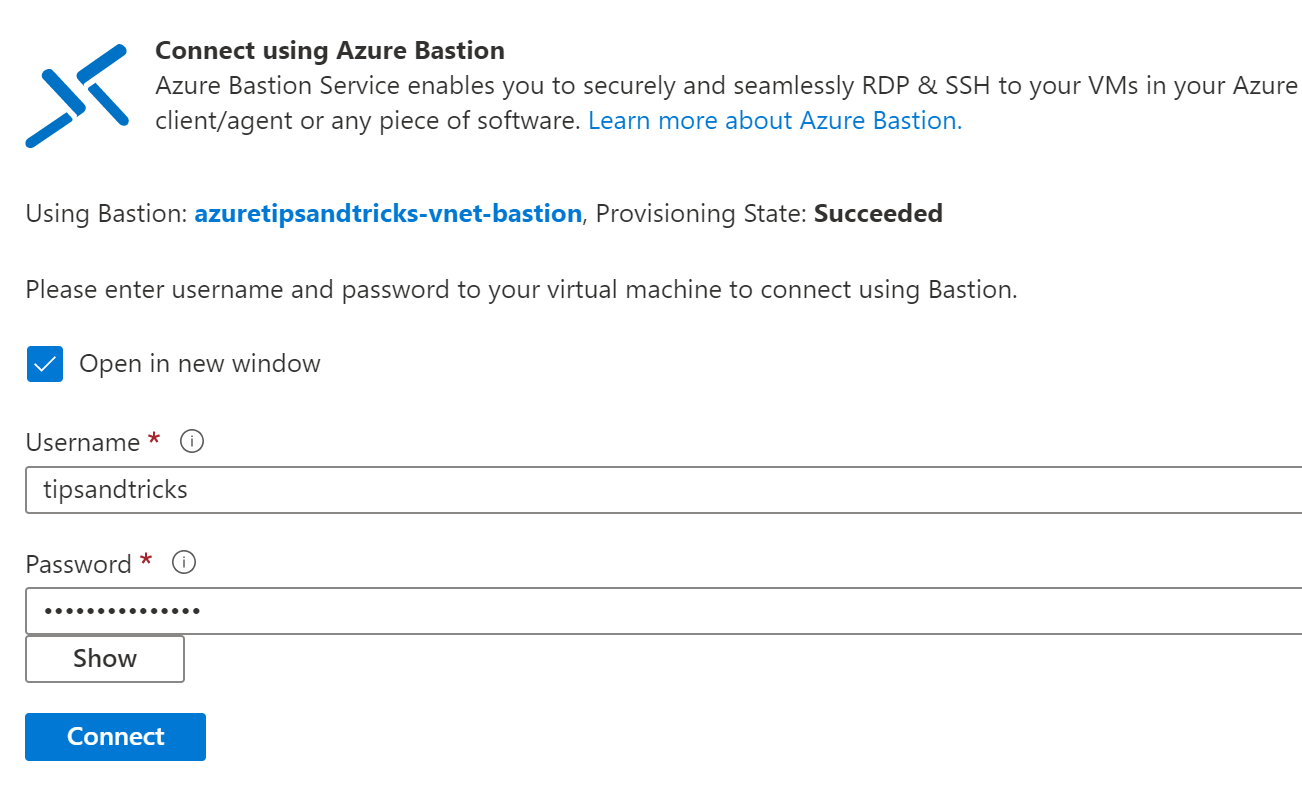 Connect using Azure Bastion
Azure Bastion Service enables you to securely and seamlessly RDP & SSH to your VMs in your Azure
client/agent or any piece of software. Learn more about Azure Bastion.
Using Bastion: azuretipsandtricks-vnet-bastion, Provisioning State: Succeeded
Please enter username and password to your virtual machine to connect using Bastion.
Open in new window
Username *
tipsandtricks
Password *
•••••••••••••••
Show
Connect